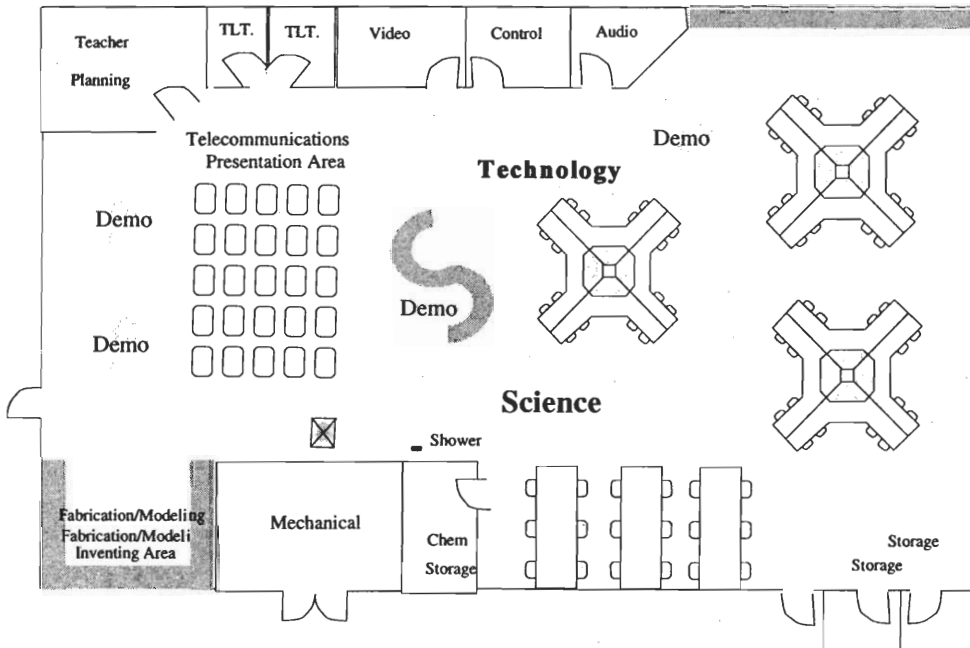 Teacher
Planning
TLT.
TLT.
Video
Control
Audio
Telecommunications
Presentation Area
Demo
Technology
Demo
Demo
Demo
Science
Shower
Fabrication/Modeling
Fabrication/Modeli
Inventing Area
Mechanical
Chem
Storage
Storage
Storage